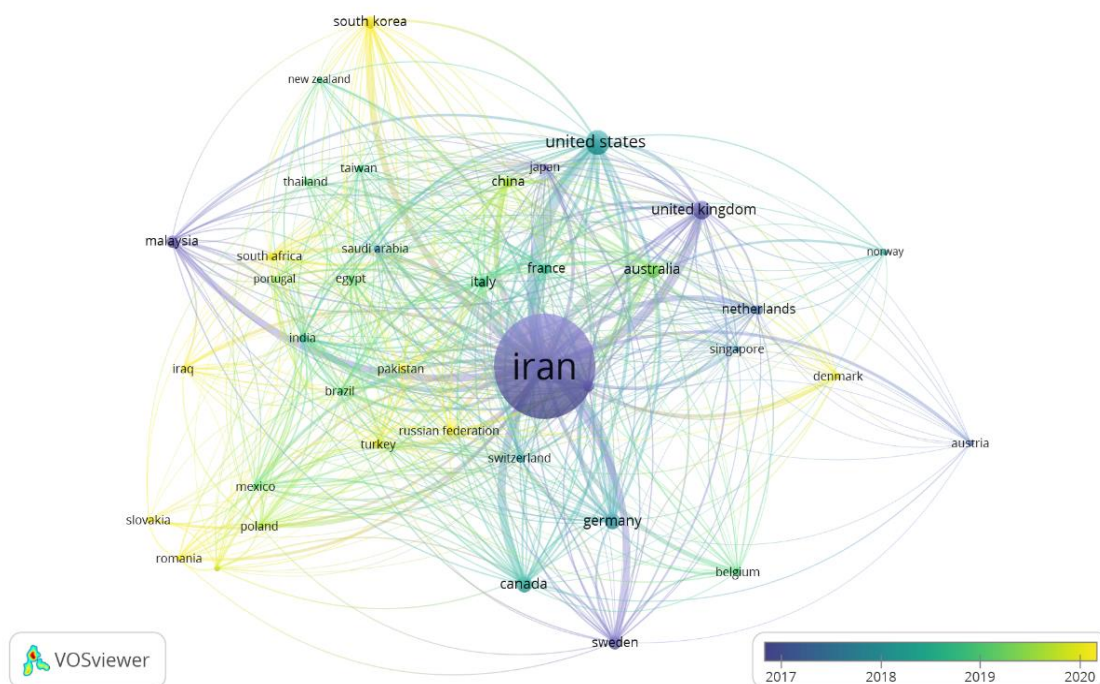 south korea
new zealand
united states
japan
taiwan
china
thailand
united kingdom
malaysia
saudi arabia
norway
south africa
france
australia
portugal
egypt
italy
netherlands
india
singapore
iran
iraq
pakistan
denmark
brazil
russian federation
turkey
austria
switzerland
mexico
slovakia
germany
poland
romania
belgium
canada
sweden
VOSviewer
2017 2018 2019 2020